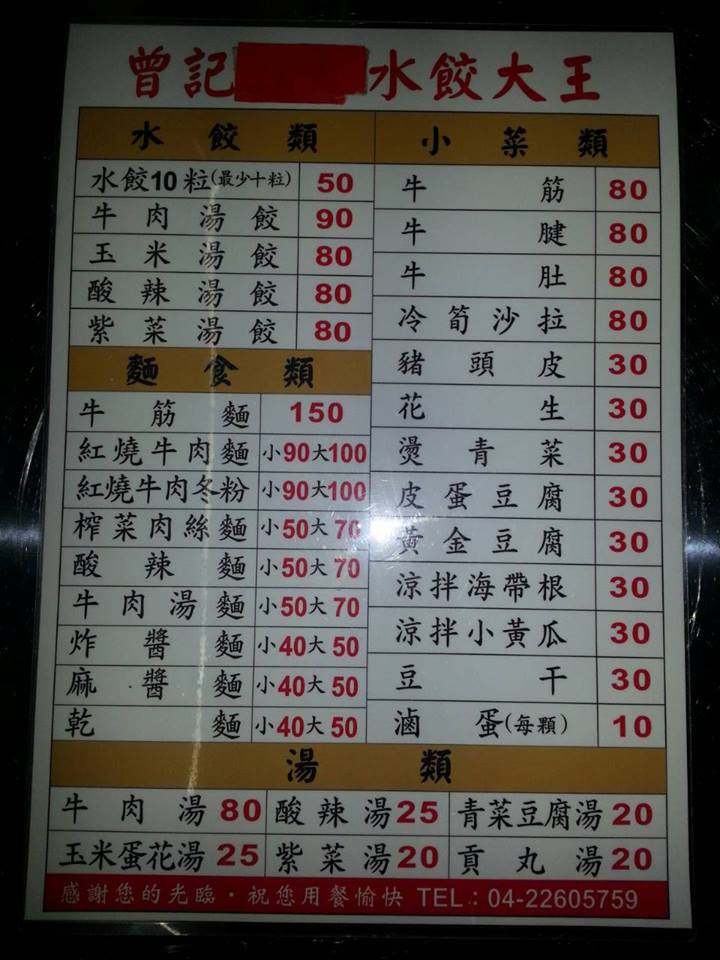 曾記 水餃大王
水餃類
水餃10粒(最少十粒) 50
牛肉湯餃 90
玉米湯餃 80
酸辣湯餃 80
紫菜湯餃 80
麵食類
牛筋麵 150
紅燒牛肉麵 小90大100
紅燒牛肉冬粉 小90大100
榨菜肉絲麵 小50大70
酸辣麵 小50大70
牛肉湯麵 小50大70
炸醬麵 小40大50
麻醬麵 小40大50
乾麵 小40大50
小菜類
牛筋 80
牛腱 80
牛肚 80
冷筍沙拉 80
豬頭皮 30
花生 30
燙青菜 30
皮蛋豆腐 30
黃金豆腐 30
涼拌海帶根 30
涼拌小黃瓜 30
豆干 30
滷蛋(每顆) 10
湯類
牛肉湯 80 酸辣湯 25 青菜豆腐湯 20
玉米蛋花湯 25 紫菜湯 20 貢丸湯 20
感謝您的光臨·祝您用餐愉快 TEL:04-22605759